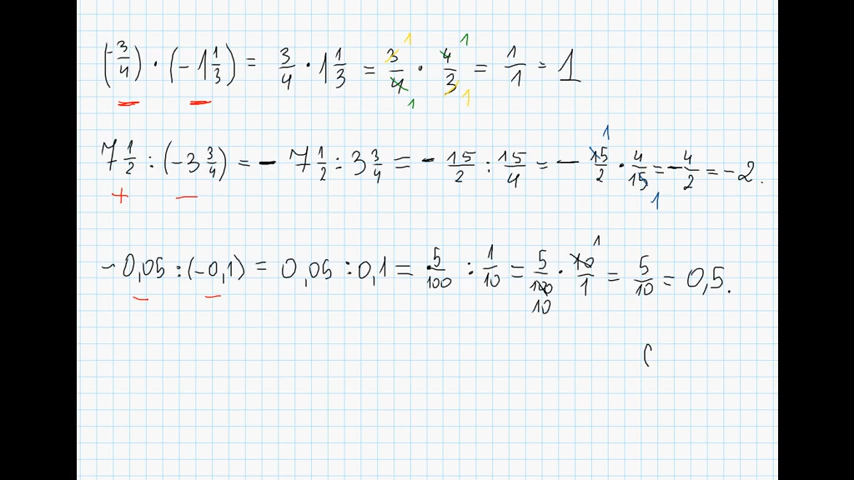 (-3/4) · (-1 1/3) = 3/4 · 1 1/3 = 3/4 · 4/3 = 1/1 = 1
7 1/2 : (-3 3/4) = - 7 1/2 : 3 3/4 = - 15/2 : 15/4 = - 15/2 · 4/15 = - 4/2 = -2.
- 0,05 : (-0,1) = 0,05 : 0,1 = 5/100 : 1/10 = 5/100 · 10/1 = 5/10 = 0,5.
(